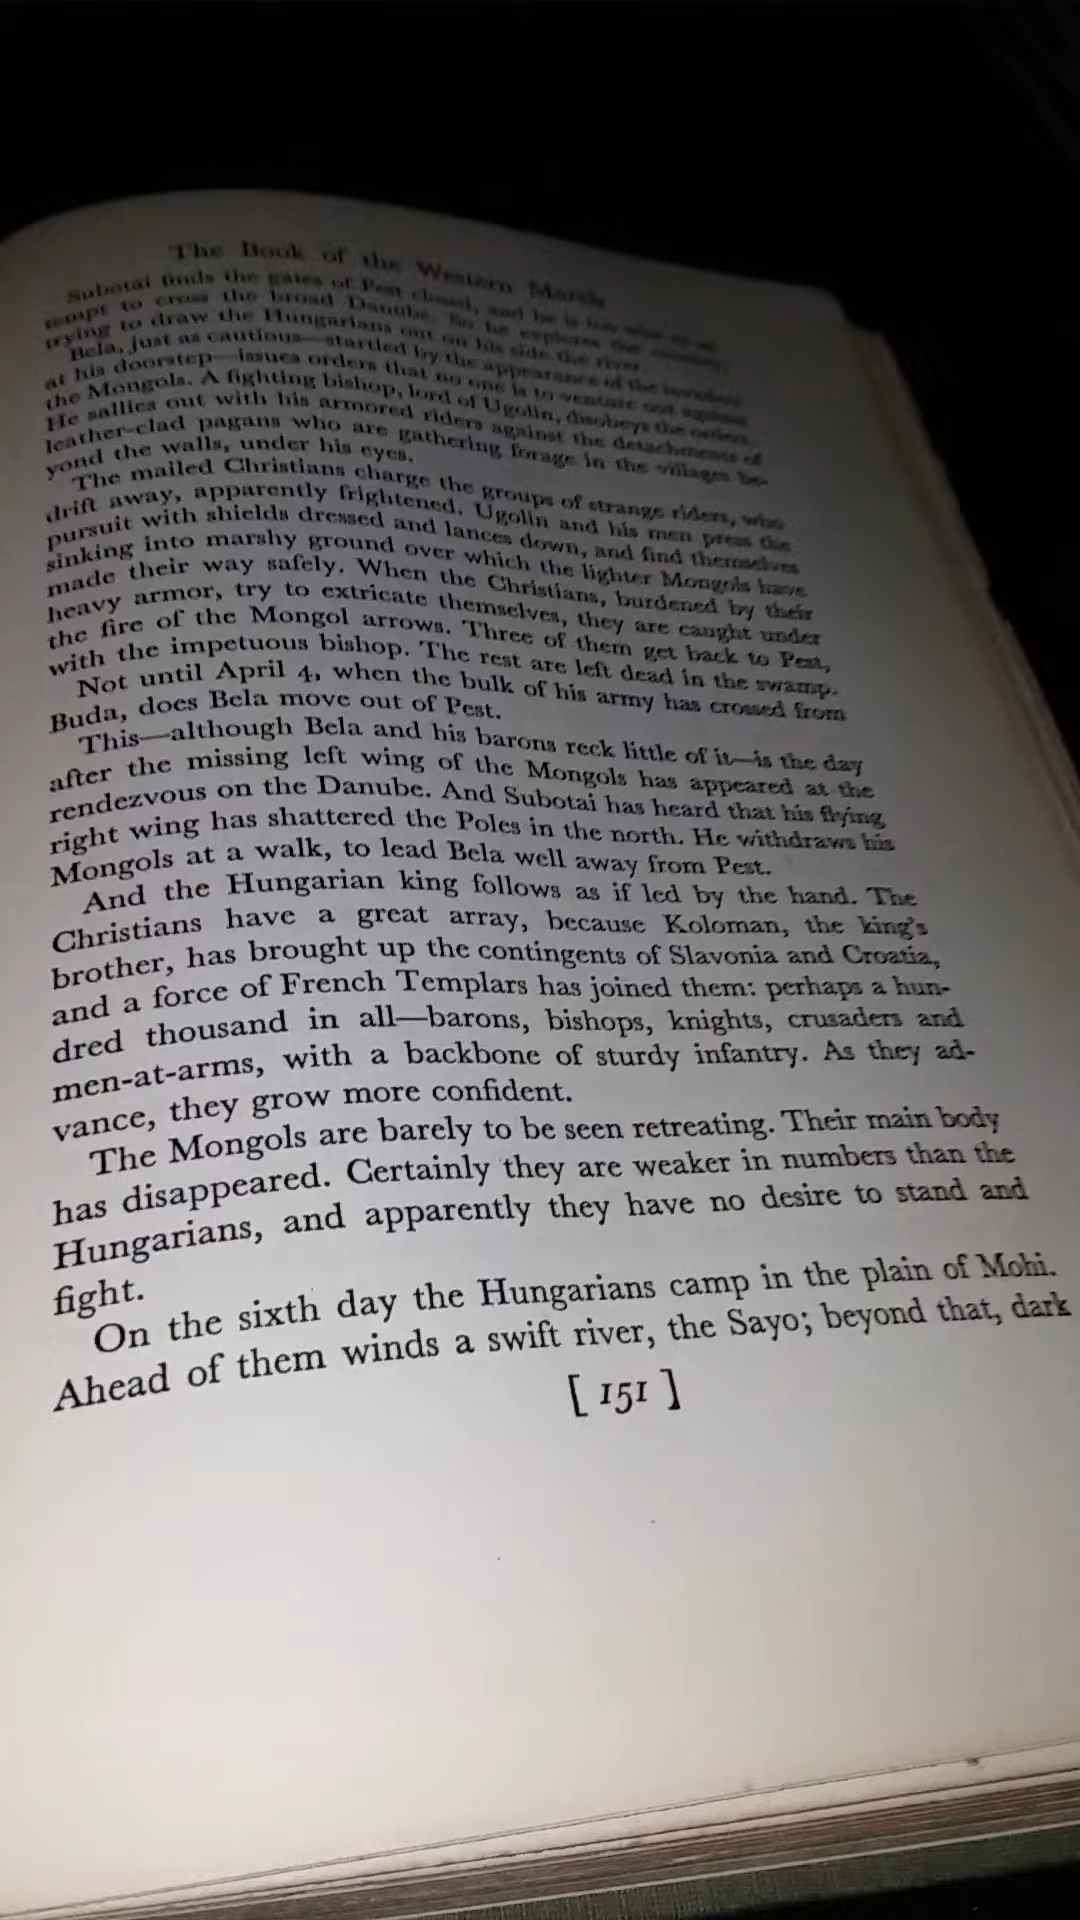 The Book of the Western March
Subotai finds the gates of Pest closed, and he is too wise to at-
tempt to cross the broad Danube. So he explores the country,
trying to draw the Hungarians out on his side the river.
Bela, just as cautious—startled by the appearance of the invaders
at his doorstep—issues orders that no one is to venture out against
the Mongols. A fighting bishop, lord of Ugolin, disobeys the orders.
He sallies out with his armored riders against the detachments of
leather-clad pagans who are gathering forage in the villages be-
yond the walls, under his eyes.
The mailed Christians charge the groups of strange riders, who
drift away, apparently frightened. Ugolin and his men press the
pursuit with shields dressed and lances down, and find themselves
sinking into marshy ground over which the lighter Mongols have
made their way safely. When the Christians, burdened by their
heavy armor, try to extricate themselves, they are caught under
the fire of the Mongol arrows. Three of them get back to Pest,
with the impetuous bishop. The rest are left dead in the swamp.
Not until April 4, when the bulk of his army has crossed from
Buda, does Bela move out of Pest.
This—although Bela and his barons reck little of it—is the day
after the missing left wing of the Mongols has appeared at the
rendezvous on the Danube. And Subotai has heard that his flying
right wing has shattered the Poles in the north. He withdraws his
Mongols at a walk, to lead Bela well away from Pest.
And the Hungarian king follows as if led by the hand. The
Christians have a great array, because Koloman, the king's
brother, has brought up the contingents of Slavonia and Croatia,
and a force of French Templars has joined them: perhaps a hun-
dred thousand in all—barons, bishops, knights, crusaders and
men-at-arms, with a backbone of sturdy infantry. As they ad-
vance, they grow more confident.
The Mongols are barely to be seen retreating. Their main body
has disappeared. Certainly they are weaker in numbers than the
Hungarians, and apparently they have no desire to stand and
fight.
On the sixth day the Hungarians camp in the plain of Mohi.
Ahead of them winds a swift river, the Sayo; beyond that, dark
[ 151 ]